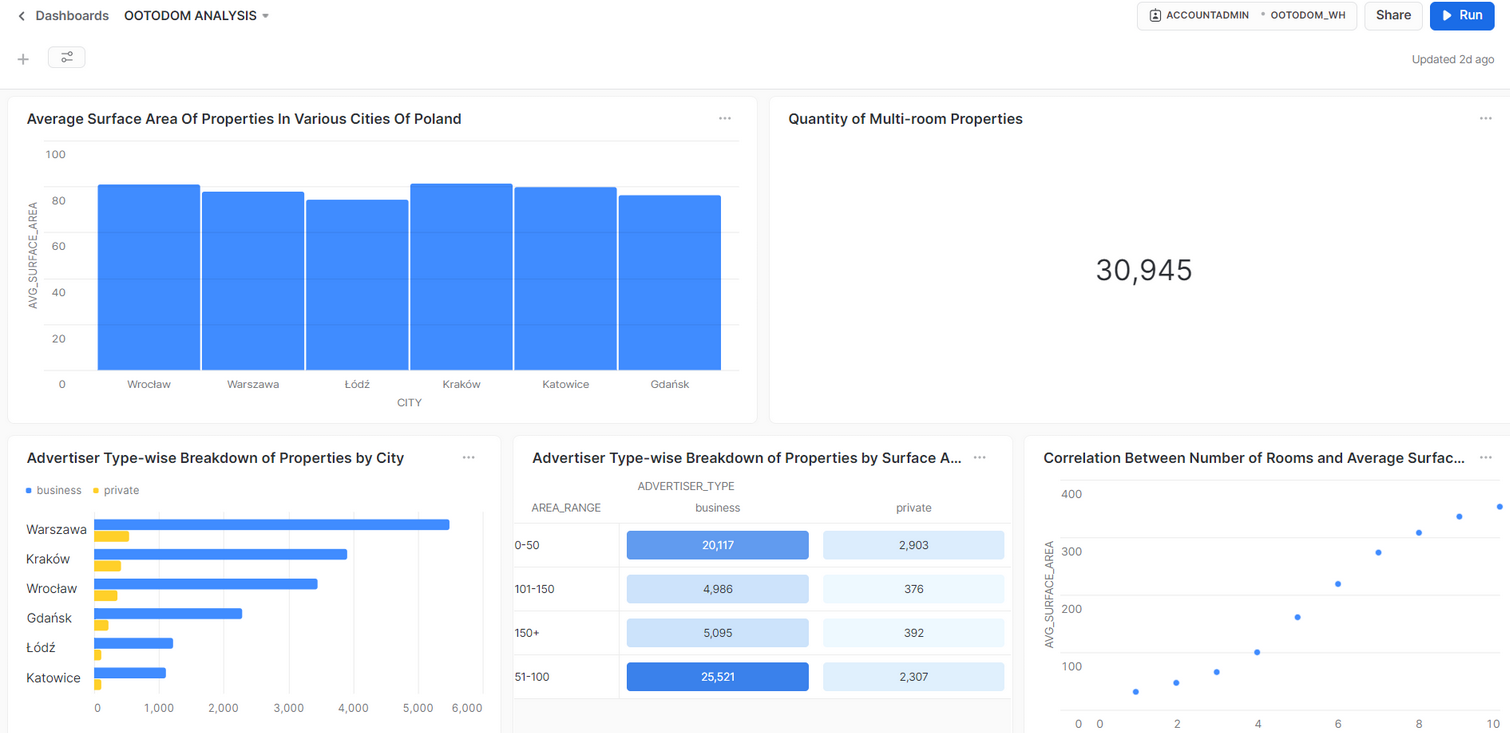 Dashboards OOTODOM ANALYSIS
ACCOUNTADMIN • OOTODOM_WH Share Run
Updated 2d ago
Average Surface Area Of Properties In Various Cities Of Poland
100
80
60
40
20
0
AVG_SURFACE_AREA
Wrocław Warszawa Łódź Kraków Katowice Gdańsk
CITY
Quantity of Multi-room Properties
30,945
Advertiser Type-wise Breakdown of Properties by City
business private
Warszawa
Kraków
Wrocław
Gdańsk
Łódź
Katowice
0 1,000 2,000 3,000 4,000 5,000 6,000
Advertiser Type-wise Breakdown of Properties by Surface A...
ADVERTISER_TYPE
AREA_RANGE business private
0-50 20,117 2,903
101-150 4,986 376
150+ 5,095 392
51-100 25,521 2,307
Correlation Between Number of Rooms and Average Surfac...
400
300
200
100
0
AVG_SURFACE_AREA
0 2 4 6 8 10